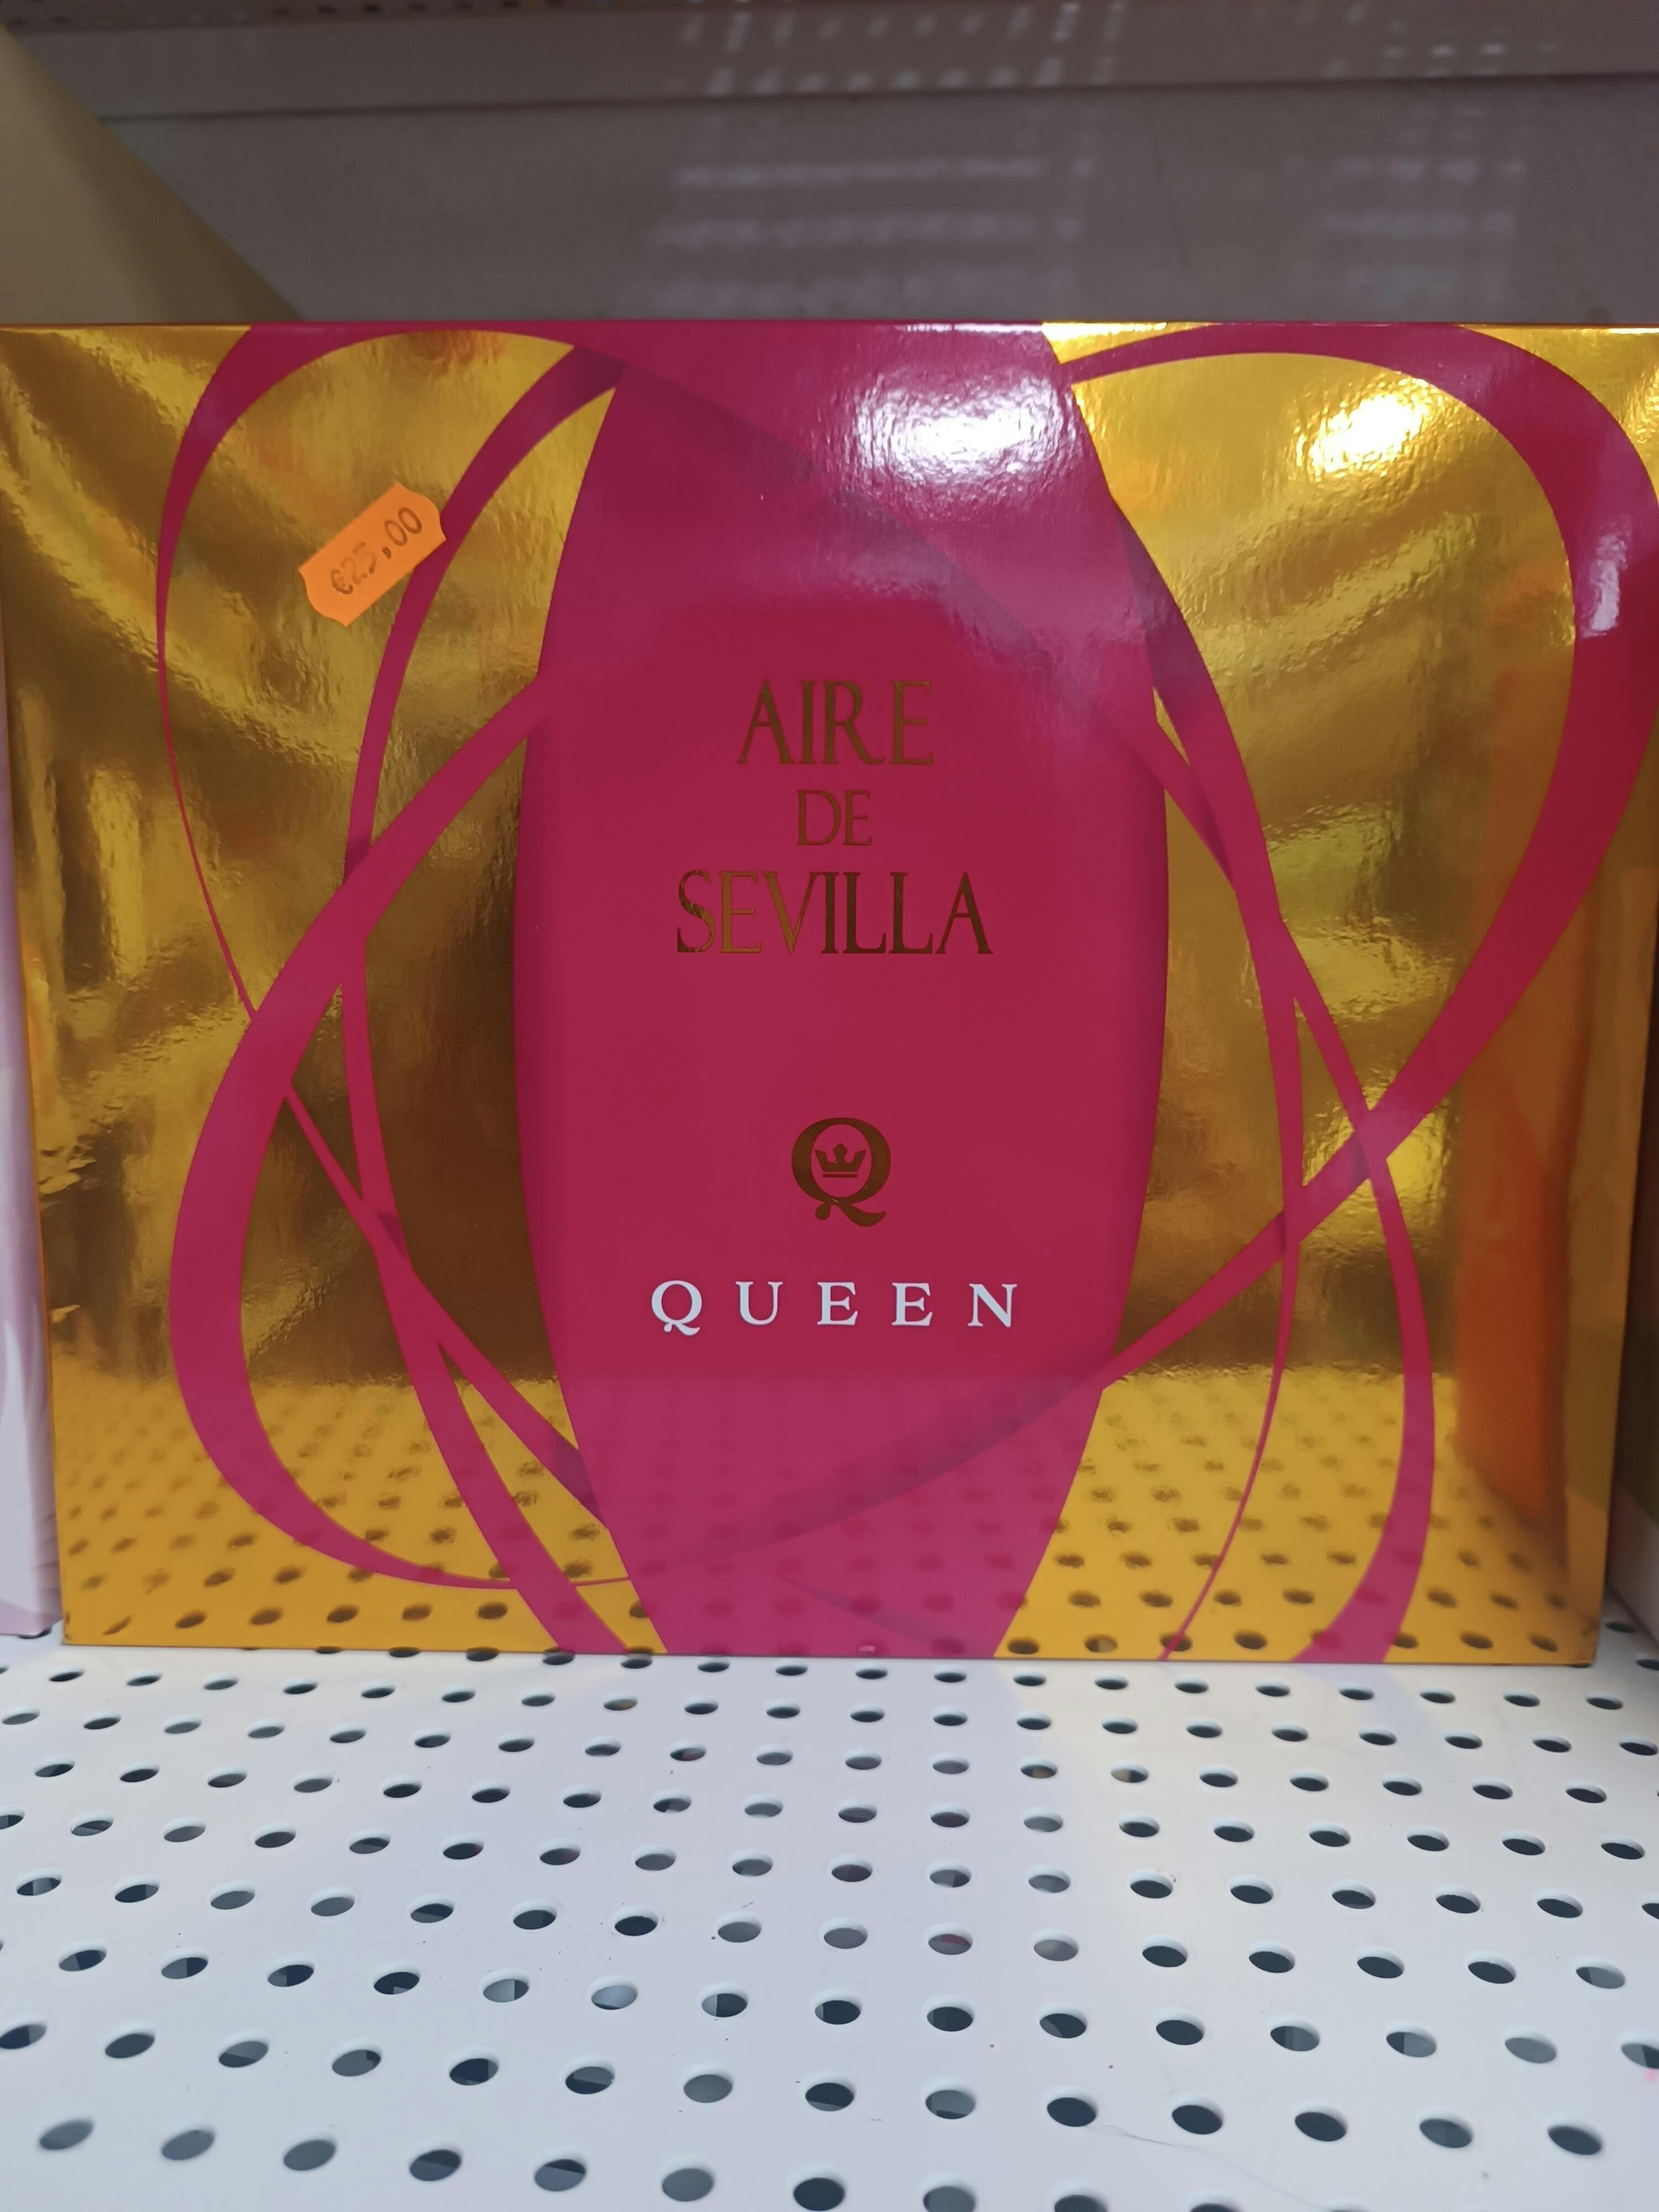 €25,00
AIRE
DE
SEVILLA
Q
QUEEN